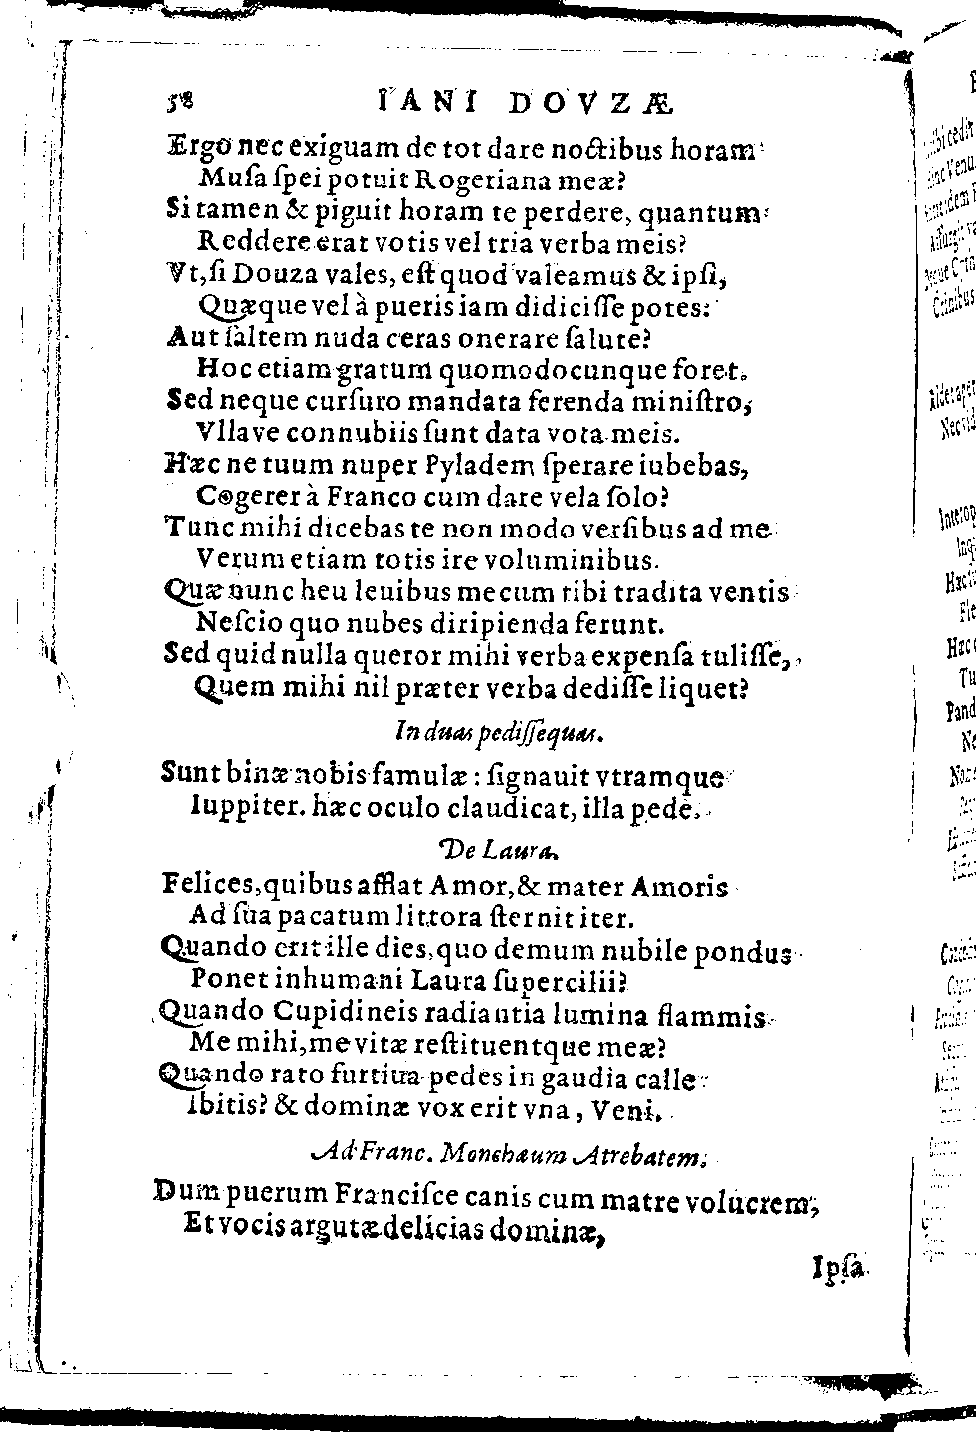 58 IANI DOVZÆ
Ergo nec exiguam de tot dare noctibus horam
Muſa ſpei potuit Rogeriana meæ?
Si tamen & piguit horam te perdere, quantum
Reddere erat votis vel tria verba meis?
Vt, ſi Douza vales, eſt quod valeamus & ipſi,
Quæque vel à pueris iam didiciſſe potes:
Aut ſaltem nuda ceras onerare ſalute?
Hoc etiam gratum quomodocunque foret.
Sed neque curſuro mandata ferenda miniſtro,
Vllave connubiis ſunt data vota meis.
Hæc ne tuum nuper Pyladem ſperare iubebas,
Cogerer à Franco cum dare vela ſolo?
Tunc mihi dicebas te non modo verſibus ad me
Verum etiam totis ire voluminibus.
Quæ nunc heu leuibus mecum tibi tradita ventis
Neſcio quo nubes diripienda ferunt.
Sed quid nulla queror mihi verba expenſa tuliſſe,
Quem mihi nil præter verba dediſſe liquet?
In duas pediſſequas.
Sunt binæ nobis famulæ: ſignauit vtramque
Iuppiter. hæc oculo claudicat, illa pede.
De Laura.
Felices, quibus afflat Amor, & mater Amoris
Ad ſua pacatum littora ſternit iter.
Quando erit ille dies, quo demum nubile pondus
Ponet inhumani Laura ſupercilii?
Quando Cupidineis radiantia lumina flammis
Me mihi, me vitæ reſtituentque meæ?
Quando rato furtiua pedes in gaudia calle
Ibitis? & dominæ vox erit vna, Veni.
Ad Franc. Monchaum Atrebatem.
Dum puerum Franciſce canis cum matre volucrem,
Et vocis argutæ delicias dominæ,
Ipſa